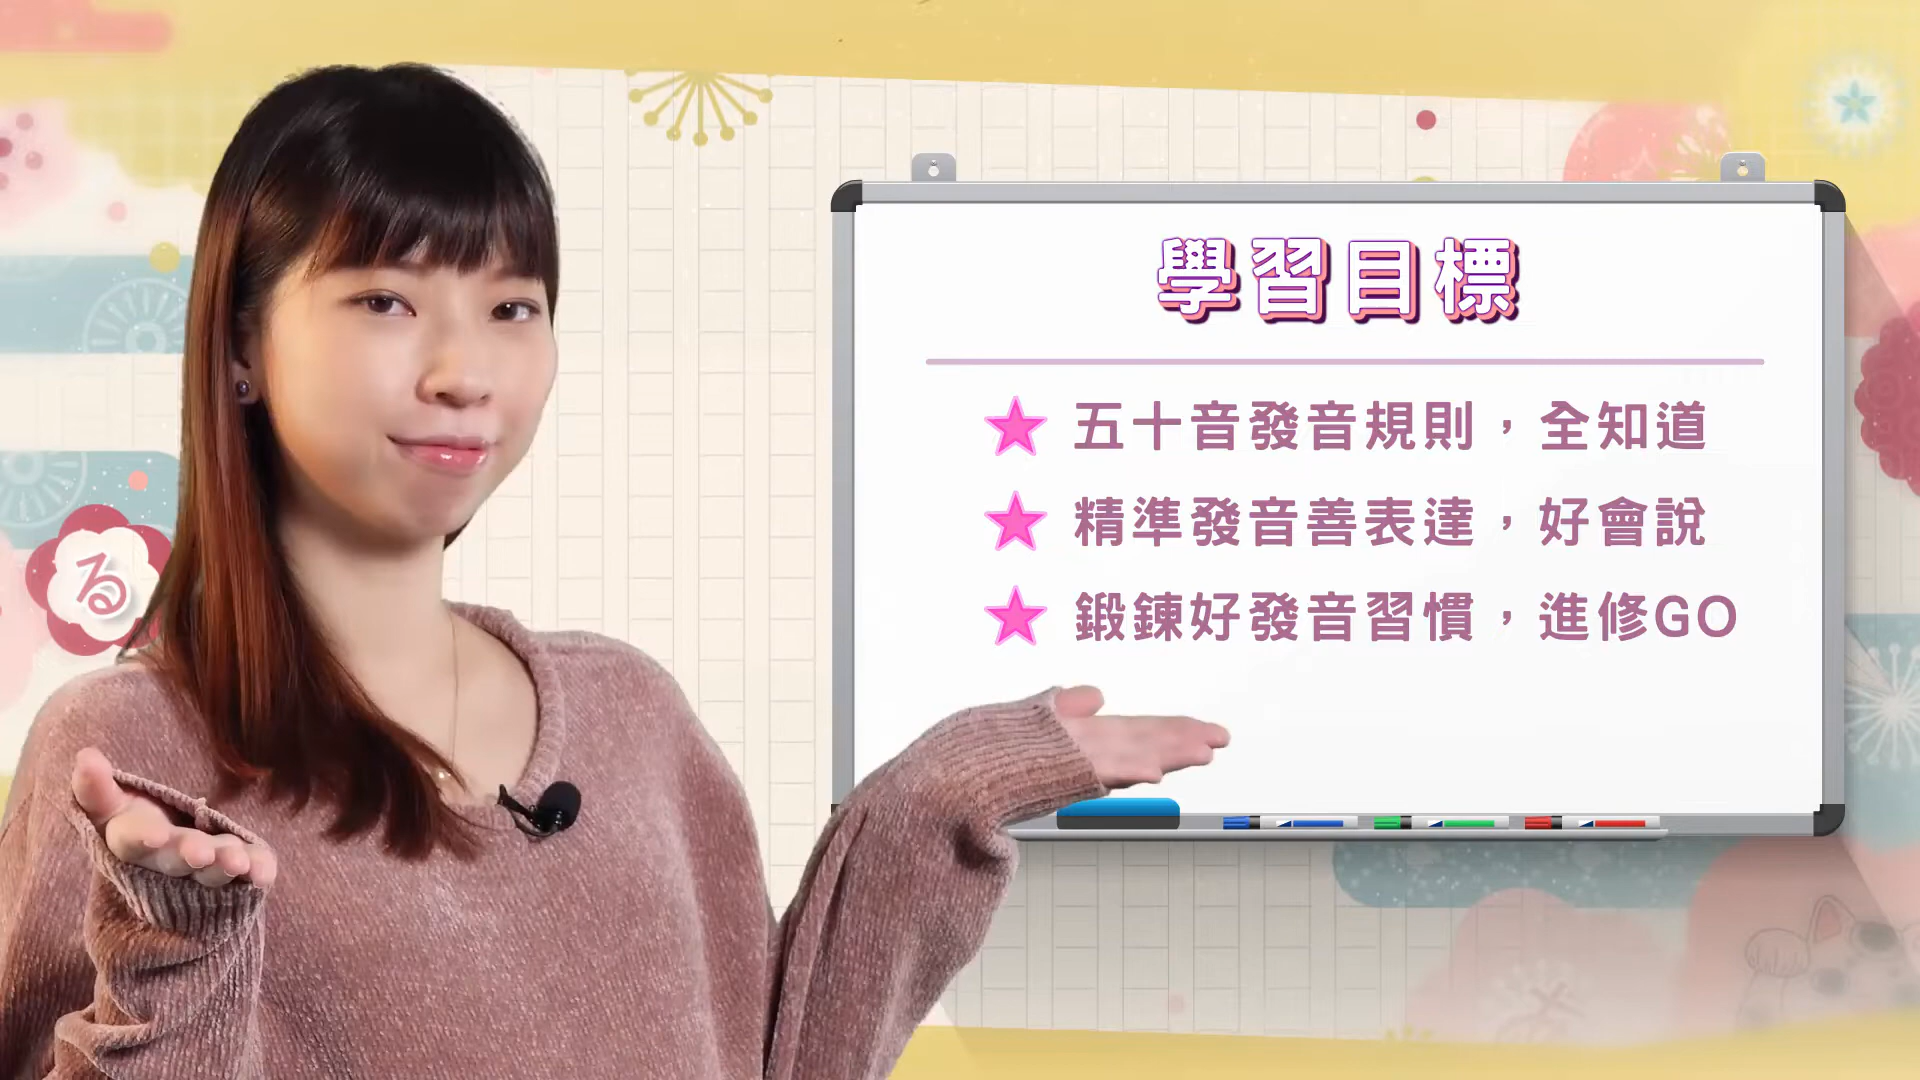 學習目標
五十音發音規則，全知道
精準發音善表達，好會說
鍛鍊好發音習慣，進修GO
る